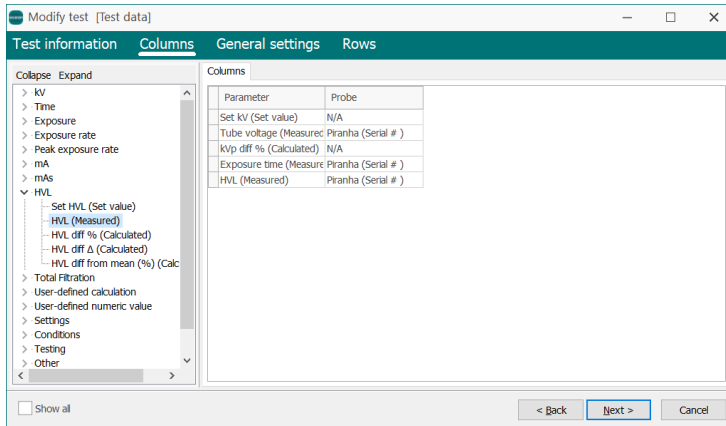 Modify test [Test data]
Test information Columns General settings Rows
Collapse Expand
kV
Time
Exposure
Exposure rate
Peak exposure rate
mA
mAs
HVL
Set HVL (Set value)
HVL (Measured)
HVL diff % (Calculated)
HVL diff Δ (Calculated)
HVL diff from mean (%) (Calc
Total Filtration
User-defined calculation
User-defined numeric value
Settings
Conditions
Testing
Other
Columns
Parameter Probe
Set kV (Set value) N/A
Tube voltage (Measured Piranha (Serial # )
kVp diff % (Calculated) N/A
Exposure time (Measure Piranha (Serial # )
HVL (Measured) Piranha (Serial # )
Show all
< Back Next > Cancel